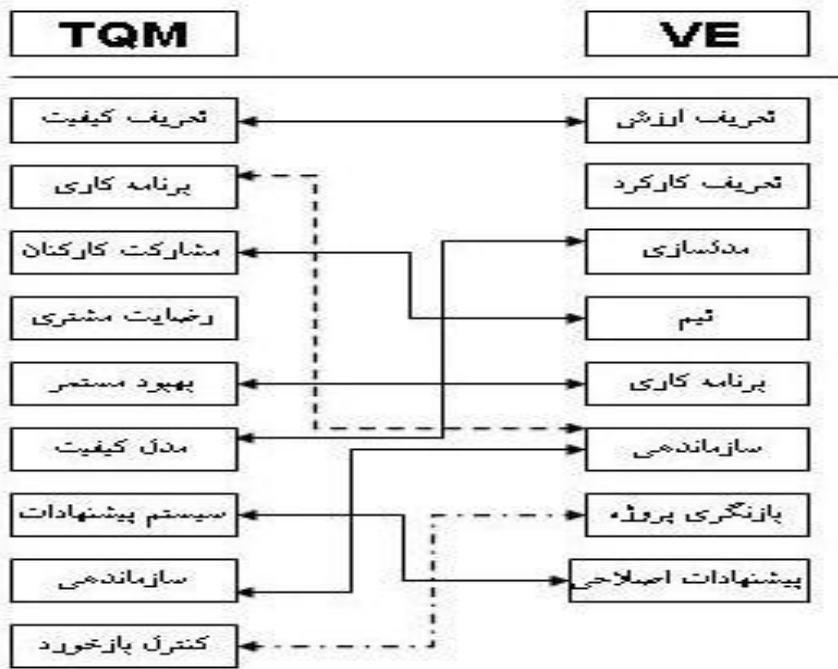 TQM
VE
تعریف کیفیت
تعریف ارزش
برنامه کاری
تعریف کارکرد
مشارکت کارکنان
مدلسازی
رضایت مشتری
تیم
بهبود مستمر
برنامه کاری
مدل کیفیت
سازماندهی
سیستم پیشنهادات
بازنگری پروژه
سازماندهی
پیشنهادات اصلاحی
کنترل بازخورد